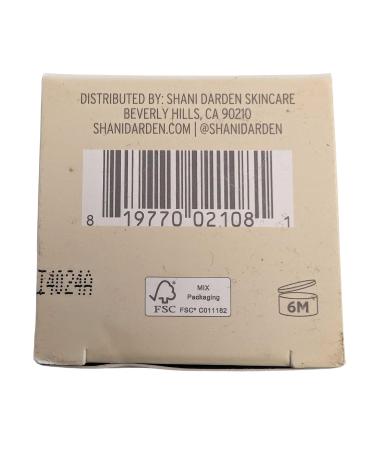 DISTRIBUTED BY: SHANI DARDEN SKINCARE
BEVERLY HILLS, CA 90210
SHANIDARDEN.COM | @SHANIDARDEN
8 19770 02108 1
I4024A
MIX
Packaging
FSC
FSC® C011182
6M